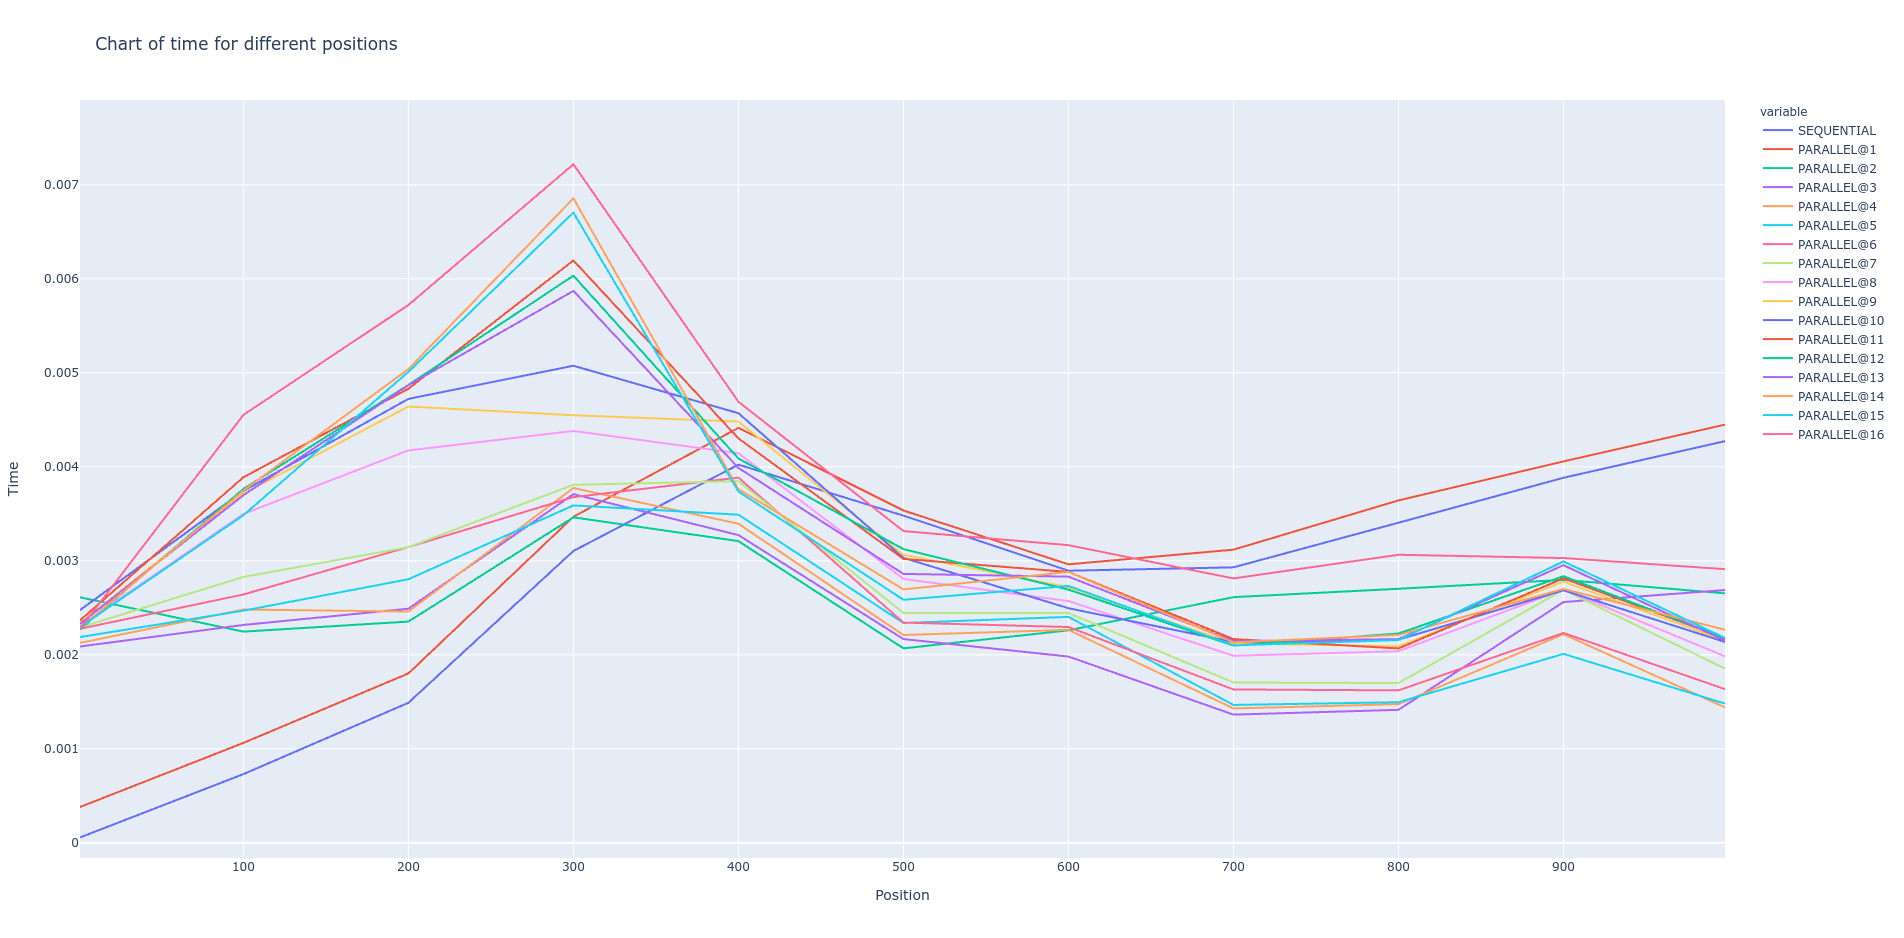 Chart of time for different positions
variable
SEQUENTIAL
PARALLEL@1
PARALLEL@2
PARALLEL@3
PARALLEL@4
PARALLEL@5
PARALLEL@6
PARALLEL@7
PARALLEL@8
PARALLEL@9
PARALLEL@10
PARALLEL@11
PARALLEL@12
PARALLEL@13
PARALLEL@14
PARALLEL@15
PARALLEL@16
Time
0.007
0.006
0.005
0.004
0.003
0.002
0.001
0
100 200 300 400 500 600 700 800 900
Position